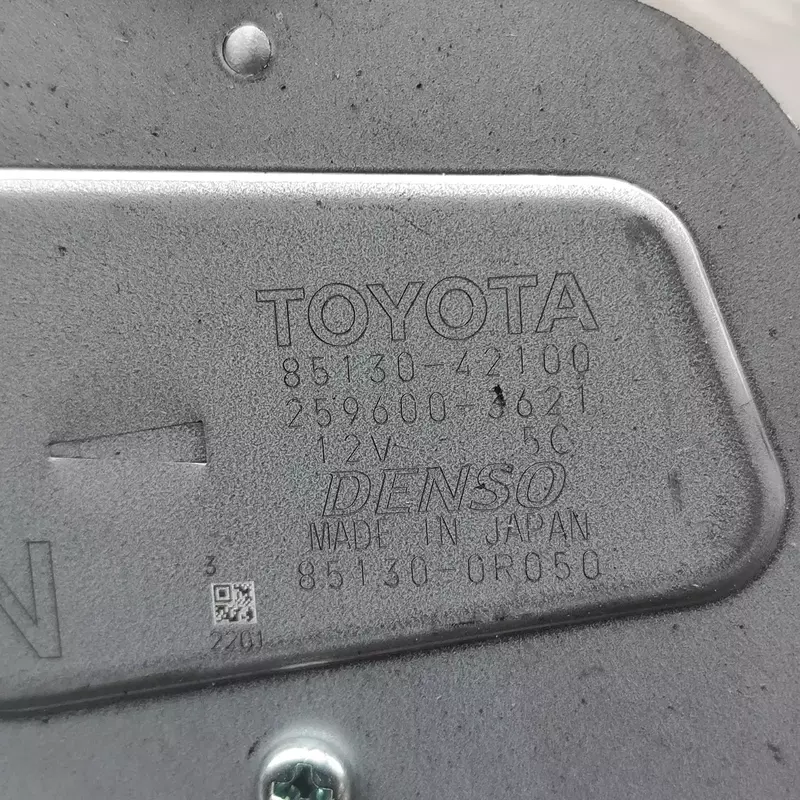 TOYOTA
85130-42100
259600-3621
12V 5C
DENSO
MADE IN JAPAN
85130-0R050
3
2201
N